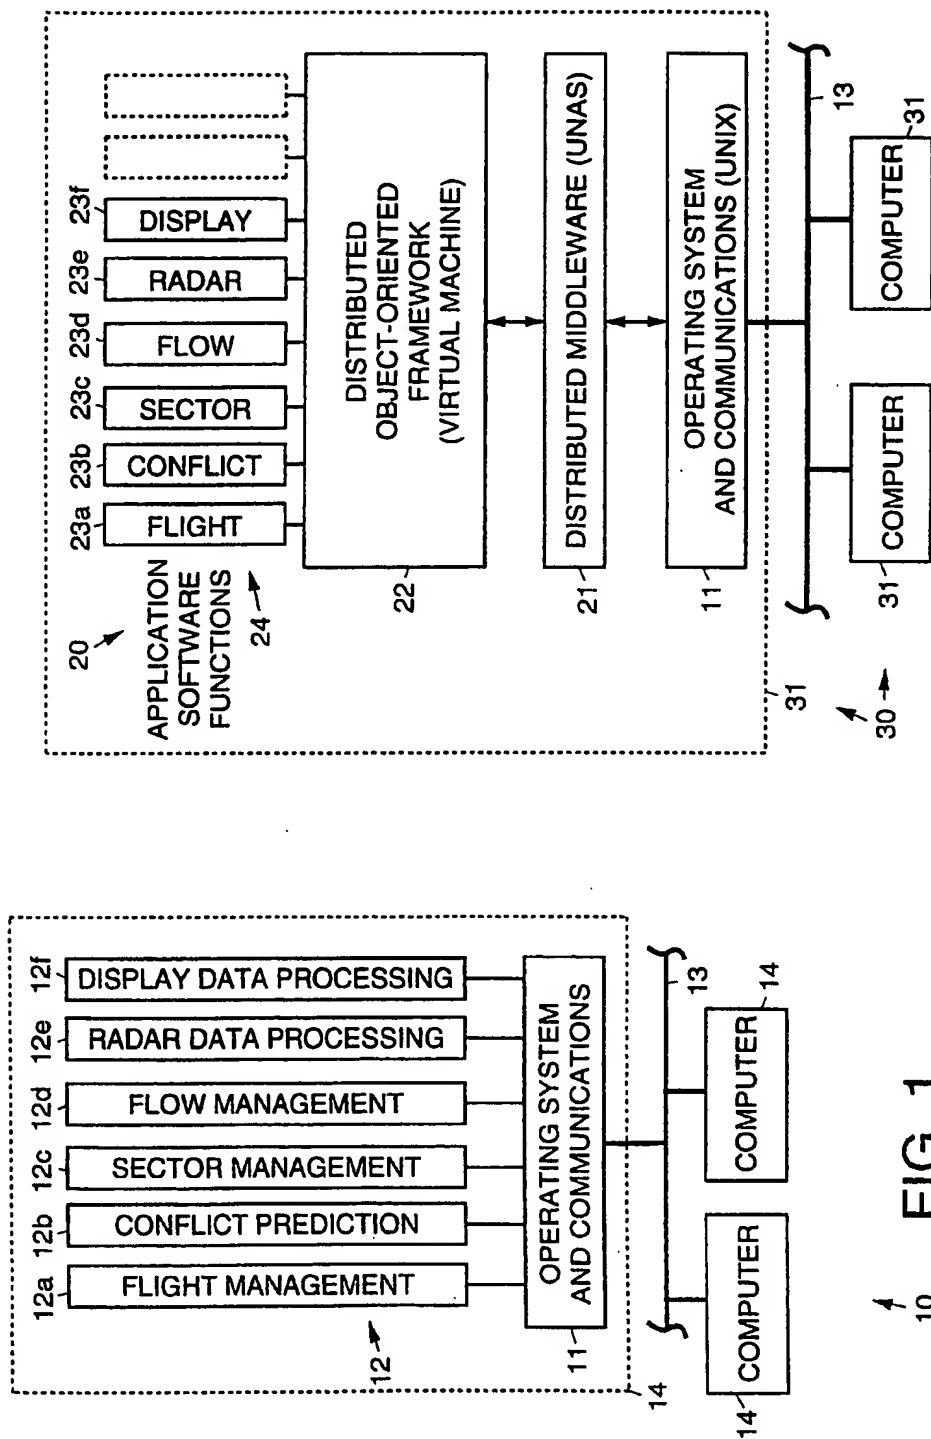 12a
FLIGHT MANAGEMENT
12b
CONFLICT PREDICTION
12c
SECTOR MANAGEMENT
12d
FLOW MANAGEMENT
12e
RADAR DATA PROCESSING
12f
DISPLAY DATA PROCESSING
12
11
OPERATING SYSTEM
AND COMMUNICATIONS
14
13
14
COMPUTER
COMPUTER
14
10
FIG. 1
20
APPLICATION
SOFTWARE
FUNCTIONS
24
23a
FLIGHT
23b
CONFLICT
23c
SECTOR
23d
FLOW
23e
RADAR
23f
DISPLAY
22
DISTRIBUTED
OBJECT-ORIENTED
FRAMEWORK
(VIRTUAL MACHINE)
21
DISTRIBUTED MIDDLEWARE (UNAS)
11
OPERATING SYSTEM
AND COMMUNICATIONS (UNIX)
31
13
30
31
COMPUTER
COMPUTER
31